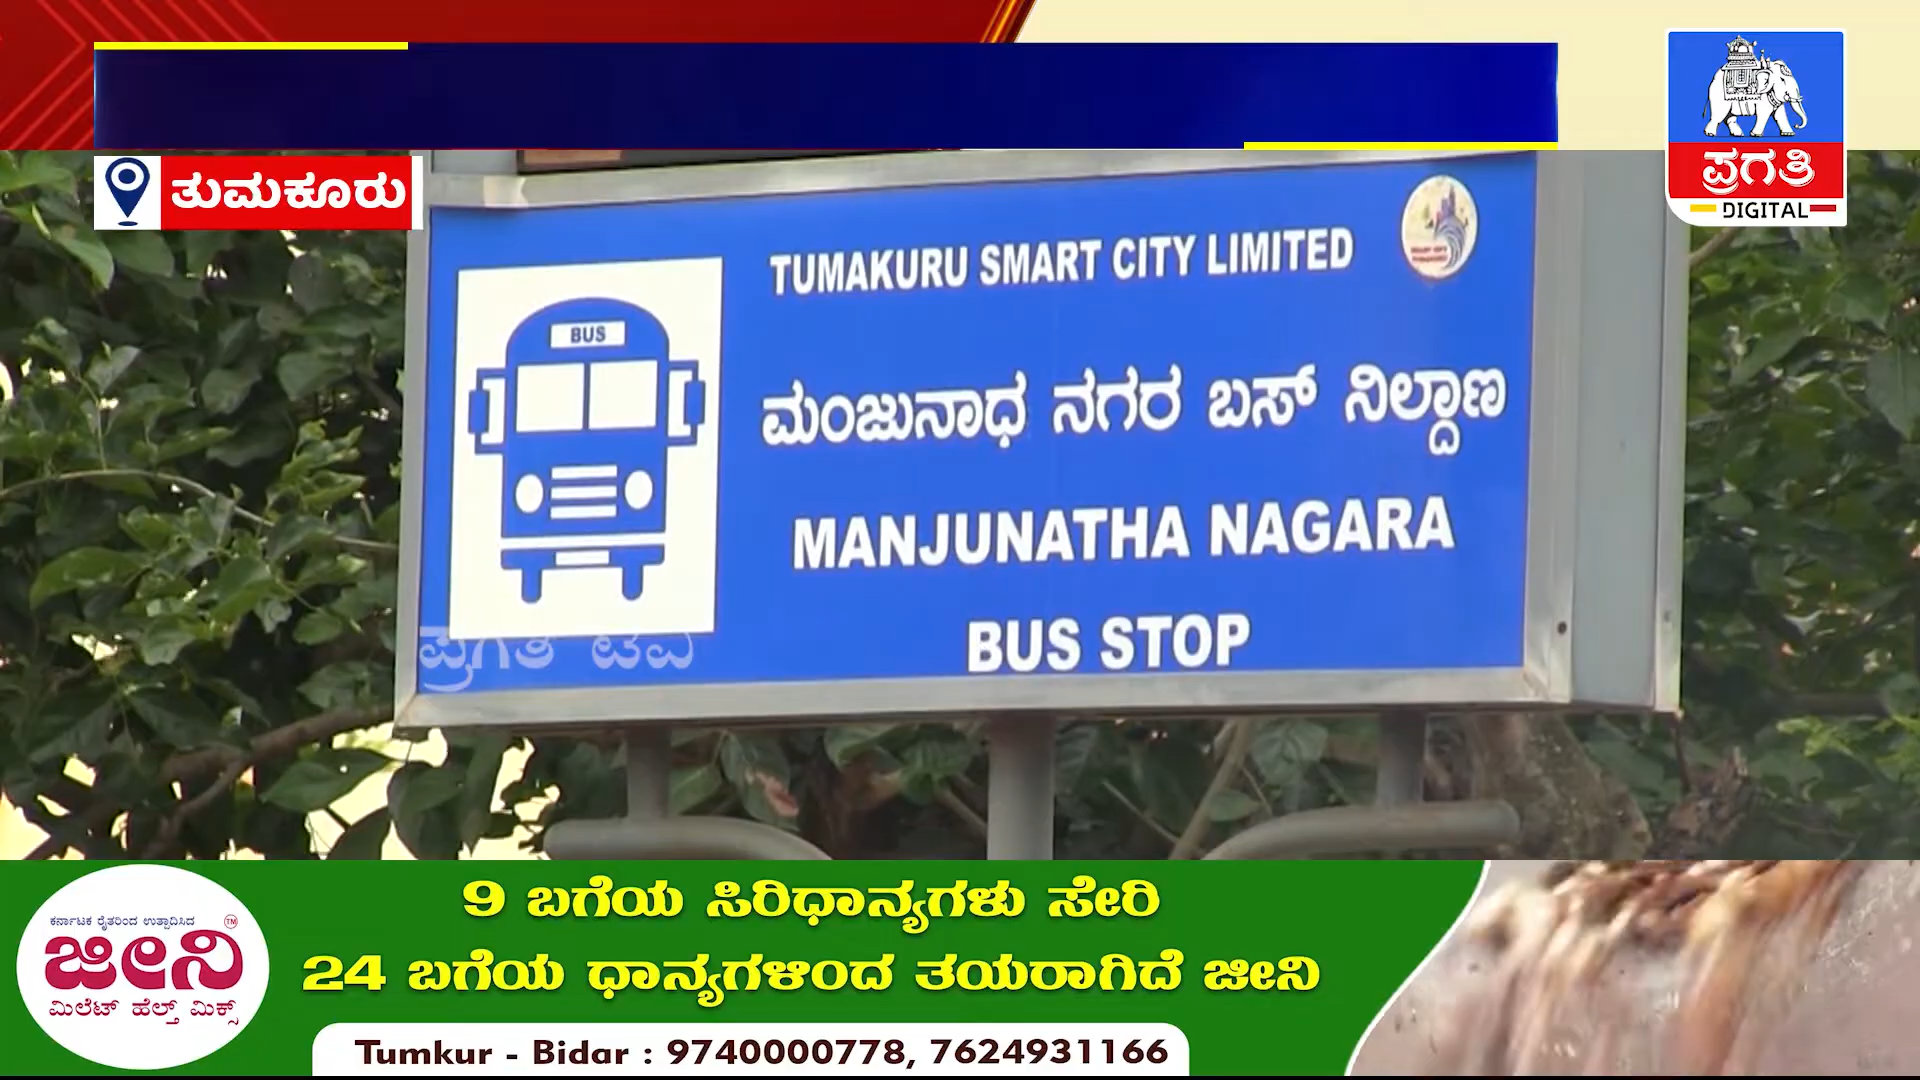 ತುಮಕೂರು
ಪ್ರಗತಿ
DIGITAL
TUMAKURU SMART CITY LIMITED
BUS
ಮಂಜುನಾಥ ನಗರ ಬಸ್ ನಿಲ್ದಾಣ
MANJUNATHA NAGARA
BUS STOP
ಪ್ರಗತಿ ಟಿವಿ
9 ಬಗೆಯ ಸಿರಿಧಾನ್ಯಗಳು ಸೇರಿ
24 ಬಗೆಯ ಧಾನ್ಯಗಳಿಂದ ತಯರಾಗಿದೆ ಜೀನಿ
ಕರ್ನಾಟಕ ರೈತರಿಂದ ಉತ್ಪಾದಿಸಿದ
TM
ಜೀನಿ
ಮಿಲೆಟ್ ಹೆಲ್ತ್ ಮಿಕ್ಸ್
Tumkur - Bidar : 9740000778, 7624931166